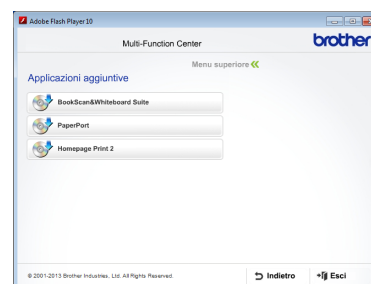 Adobe Flash Player 10
Multi-Function Center
brother
Menu superiore
Applicazioni aggiuntive
BookScan&Whiteboard Suite
PaperPort
Homepage Print 2
© 2001-2013 Brother Industries, Ltd. All Rights Reserved.
Indietro
Esci